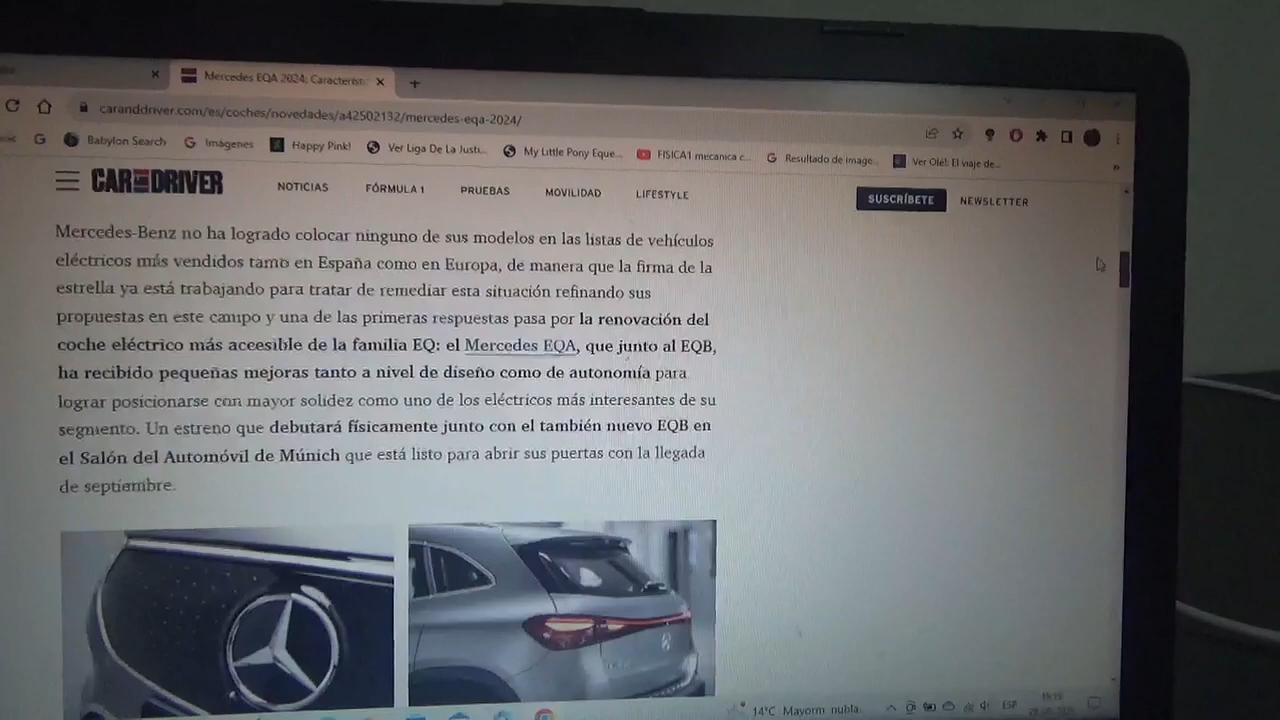 Mercedes EQA 2024: Caracterist
caranddriver.com/es/coches/novedades/a42502132/mercedes-eqa-2024/
G Babylon Search G Imágenes Happy Pink! Ver Liga De La Justi... My Little Pony Eque... FISICA1 mecanica c... G Resultado de image... Ver Olé!: El viaje de... »
CAR AND DRIVER NOTICIAS FÓRMULA 1 PRUEBAS MOVILIDAD LIFESTYLE SUSCRÍBETE NEWSLETTER
Mercedes-Benz no ha logrado colocar ninguno de sus modelos en las listas de vehículos
eléctricos más vendidos tanto en España como en Europa, de manera que la firma de la
estrella ya está trabajando para tratar de remediar esta situación refinando sus
propuestas en este campo y una de las primeras respuestas pasa por la renovación del
coche eléctrico más accesible de la familia EQ: el Mercedes EQA, que junto al EQB,
ha recibido pequeñas mejoras tanto a nivel de diseño como de autonomía para
lograr posicionarse con mayor solidez como uno de los eléctricos más interesantes de su
segmento. Un estreno que debutará físicamente junto con el también nuevo EQB en
el Salón del Automóvil de Múnich que está listo para abrir sus puertas con la llegada
de septiembre.
14°C Mayorm. nubla. ESP